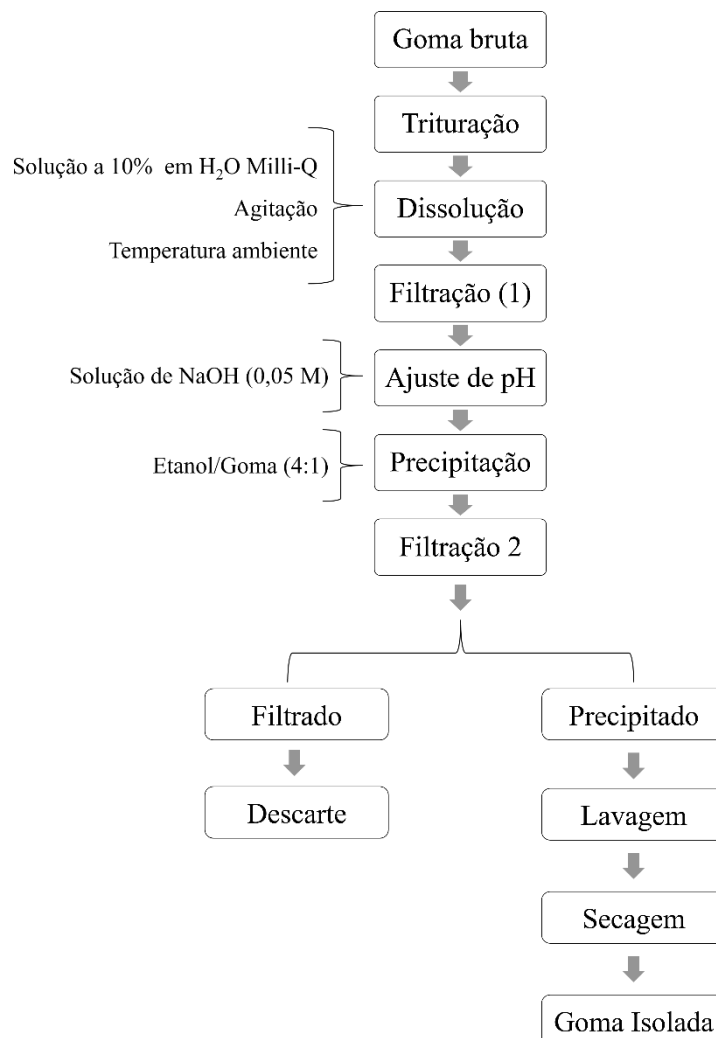 Goma bruta
Trituração
Solução a 10% em H₂O Milli-Q
Agitação
Temperatura ambiente
Dissolução
Filtração (1)
Solução de NaOH (0,05 M)
Ajuste de pH
Etanol/Goma (4:1)
Precipitação
Filtração 2
Filtrado
Precipitado
Descarte
Lavagem
Secagem
Goma Isolada